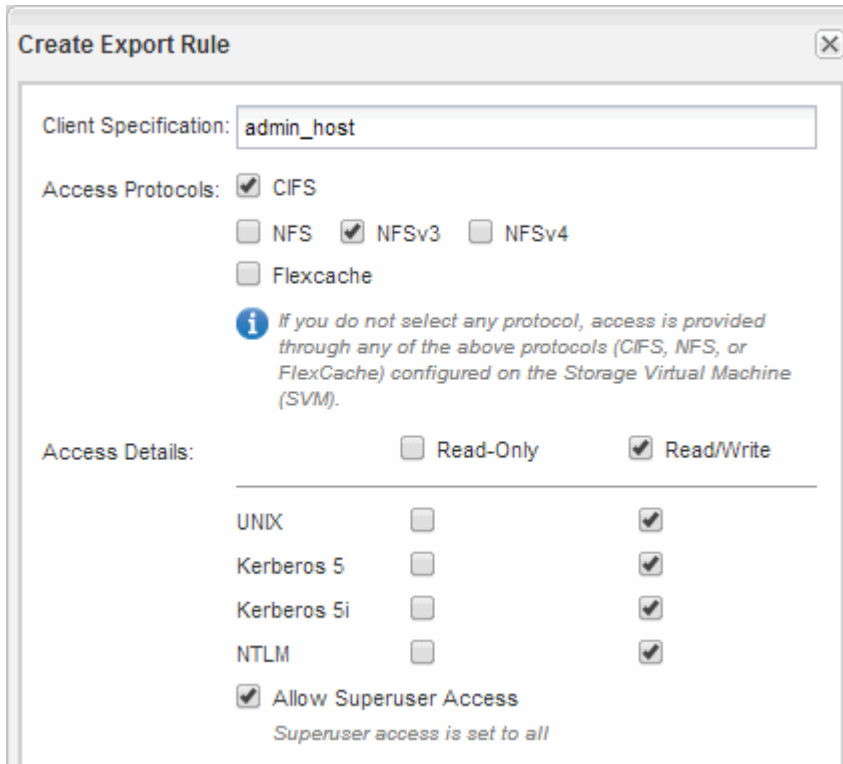 Create Export Rule
Client Specification: admin_host
Access Protocols: CIFS
NFS NFSv3 NFSv4
Flexcache
If you do not select any protocol, access is provided
through any of the above protocols (CIFS, NFS, or
FlexCache) configured on the Storage Virtual Machine
(SVM).
Access Details: Read-Only Read/Write
UNIX
Kerberos 5
Kerberos 5i
NTLM
Allow Superuser Access
Superuser access is set to all